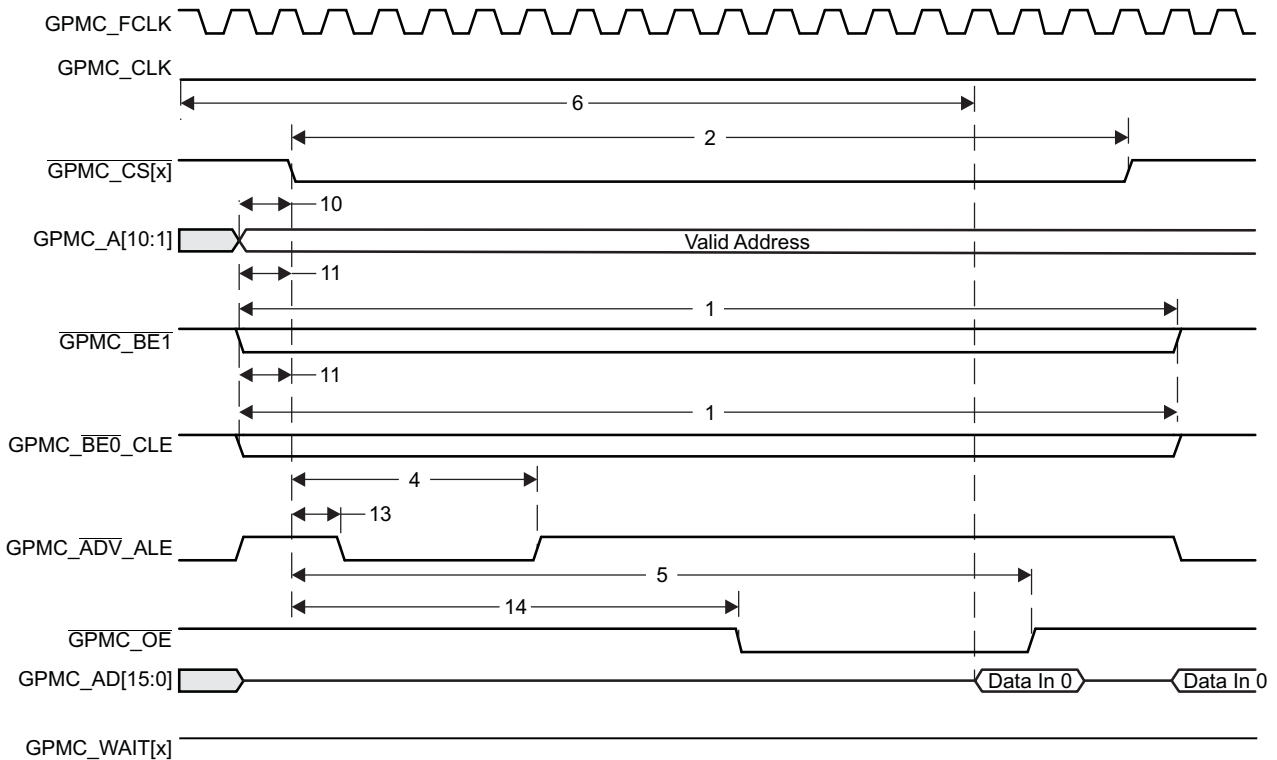 GPMC_FCLK
GPMC_CLK
6
2
GPMC_CS[x]
10
GPMC_A[10:1]
Valid Address
11
1
GPMC_BE1
11
1
GPMC_BE0_CLE
4
13
GPMC_ADV_ALE
5
14
GPMC_OE
GPMC_AD[15:0]
Data In 0
Data In 0
GPMC_WAIT[x]